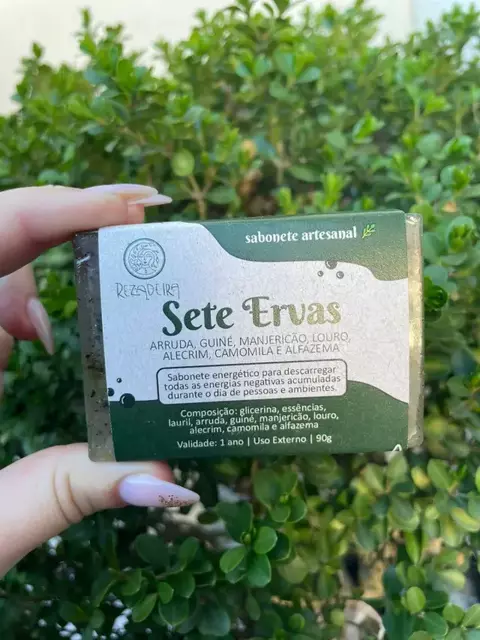 sabonete artesanal
REZADEIRA
Sete Ervas
ARRUDA, GUINÉ, MANJERICÃO, LOURO,
ALECRIM, CAMOMILA E ALFAZEMA
Sabonete energético para descarregar
todas as energias negativas acumuladas
durante o dia de pessoas e ambientes.
Composição: glicerina, essências,
lauril, arruda, guiné, manjericão, louro,
alecrim, camomila e alfazema
Validade: 1 ano | Uso Externo | 90g